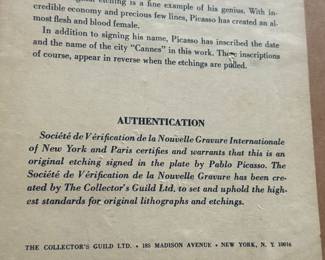 etching is a fine example of his genius. With in-
credible economy and precious few lines, Picasso has created an al-
most flesh and blood female.
In addition to signing his name, Picasso has inscribed the date
and the name of the city “Cannes” in this work. These inscriptions
of course, appear in reverse when the etchings are pulled.
AUTHENTICATION
Société de Vérification de la Nouvelle Gravure Internationale
of New York and Paris certifies and warrants that this is an
original etching signed in the plate by Pablo Picasso. The
Société de Vérification de la Nouvelle Gravure has been cre-
ated by The Collector's Guild Ltd. to set and uphold the high-
est standards for original lithographs and etchings.
THE COLLECTOR'S GUILD LTD. • 185 MADISON AVENUE • NEW YORK, N. Y. 10016